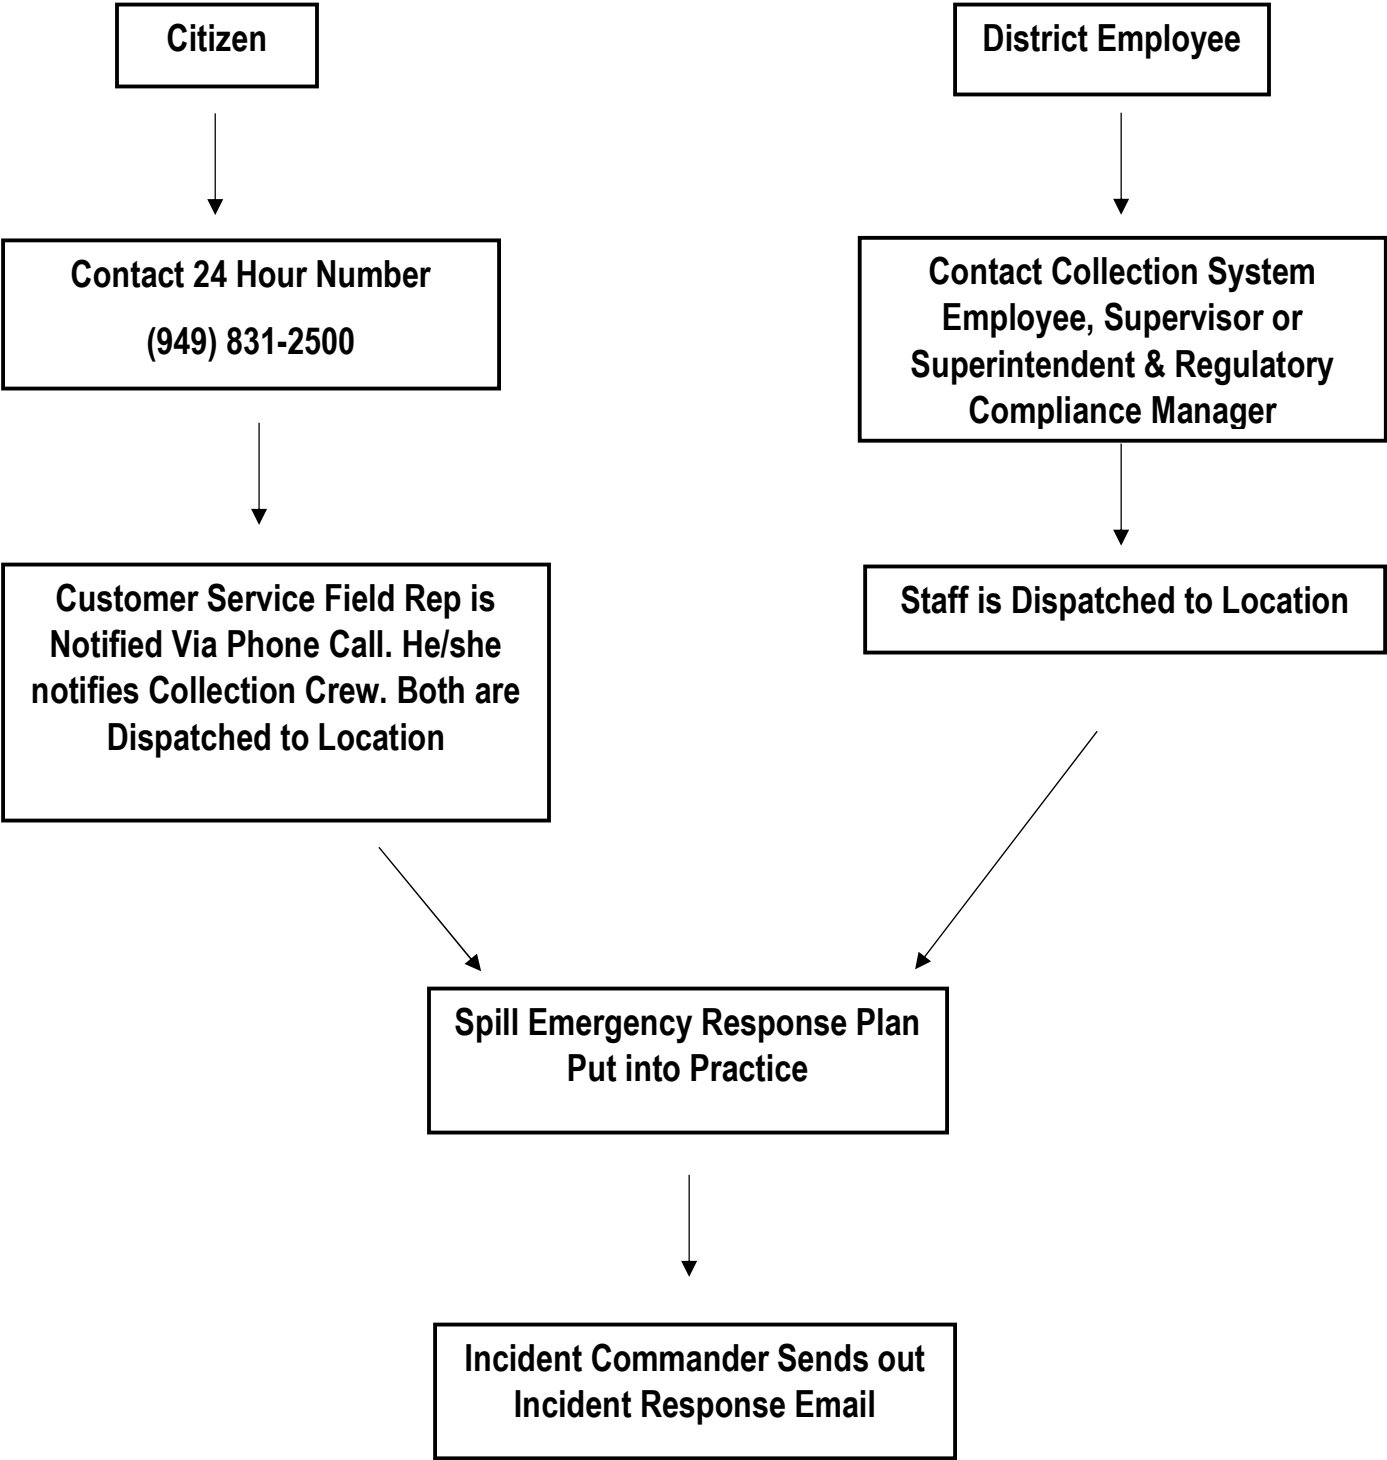 Citizen
District Employee
Contact 24 Hour Number
(949) 831-2500
Contact Collection System
Employee, Supervisor or
Superintendent & Regulatory
Compliance Manager
Customer Service Field Rep is
Notified Via Phone Call. He/she
notifies Collection Crew. Both are
Dispatched to Location
Staff is Dispatched to Location
Spill Emergency Response Plan
Put into Practice
Incident Commander Sends out
Incident Response Email